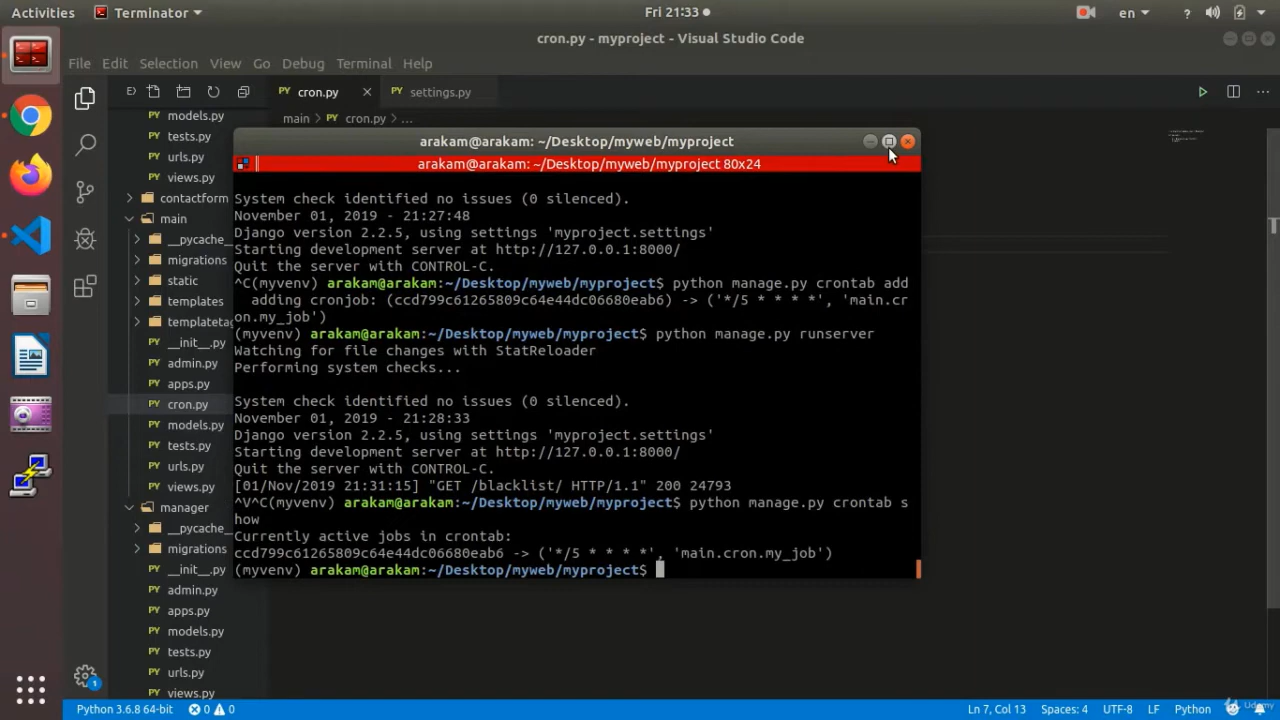 Activities
Terminator
Fri 21:33
en
?
cron.py - myproject - Visual Studio Code
File Edit Selection View Go Debug Terminal Help
cron.py
settings.py
main > cron.py > ...
models.py
tests.py
urls.py
views.py
contactform
main
__pycache_
migrations
static
templates
templatetag
__init__.py
admin.py
apps.py
cron.py
models.py
tests.py
urls.py
views.py
manager
__pycache_
migrations
__init__.py
admin.py
apps.py
models.py
tests.py
urls.py
views.py
arakam@arakam: ~/Desktop/myweb/myproject
arakam@arakam: ~/Desktop/myweb/myproject 80x24
System check identified no issues (0 silenced).
November 01, 2019 - 21:27:48
Django version 2.2.5, using settings 'myproject.settings'
Starting development server at http://127.0.0.1:8000/
Quit the server with CONTROL-C.
^C(myvenv) arakam@arakam:~/Desktop/myweb/myproject$ python manage.py crontab add
  adding cronjob: (ccd799c61265809c64e44dc06680eab6) -> ('*/5 * * * *', 'main.cr
on.my_job')
(myvenv) arakam@arakam:~/Desktop/myweb/myproject$ python manage.py runserver
Watching for file changes with StatReloader
Performing system checks...
System check identified no issues (0 silenced).
November 01, 2019 - 21:28:33
Django version 2.2.5, using settings 'myproject.settings'
Starting development server at http://127.0.0.1:8000/
Quit the server with CONTROL-C.
[01/Nov/2019 21:31:15] "GET /blacklist/ HTTP/1.1" 200 24793
^V^C(myvenv) arakam@arakam:~/Desktop/myweb/myproject$ python manage.py crontab s
how
Currently active jobs in crontab:
ccd799c61265809c64e44dc06680eab6 -> ('*/5 * * * *', 'main.cron.my_job')
(myvenv) arakam@arakam:~/Desktop/myweb/myproject$
1
Python 3.6.8 64-bit
0
0
Ln 7, Col 13
Spaces: 4
UTF-8
LF
Python
Udemy